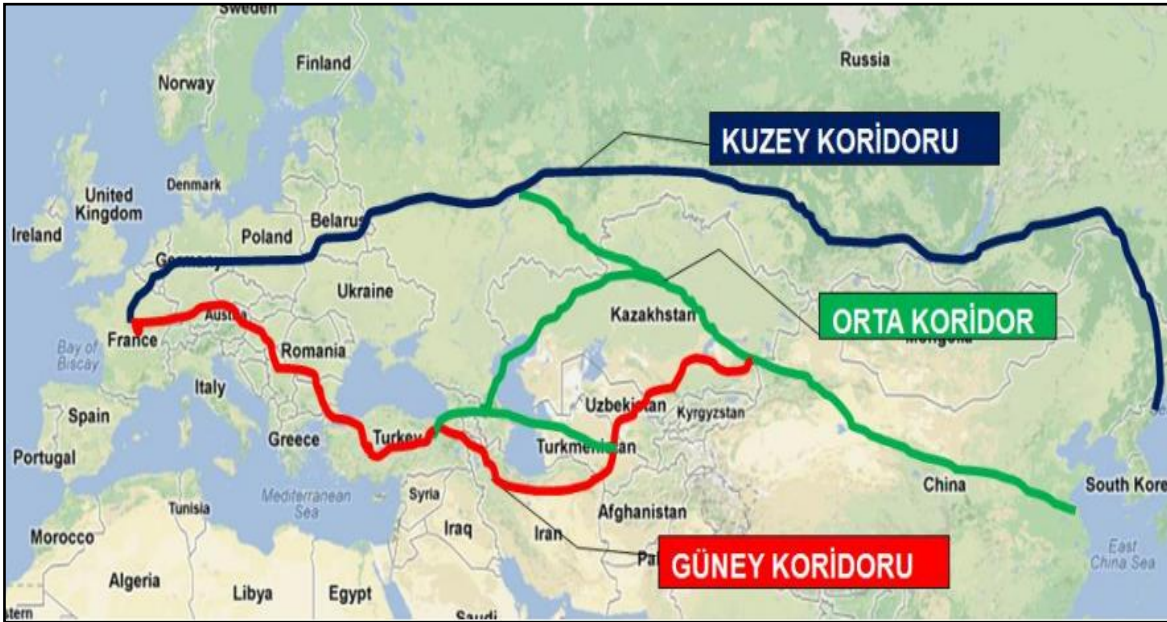 Sweden
Finland
Norway
Russia
KUZEY KORİDORU
Denmark
United
Kingdom
Ireland
Belarus
Poland
Germany
Ukraine
Kazakhstan
ORTA KORİDOR
Mongolia
Austria
France
Bay of
Biscay
Romania
Italy
Uzbekistan
Kyrgyzstan
Spain
Portugal
Greece
Turkey
Turkmenistan
China
South Kore
Syria
Mediterranean
Sea
Tunisia
Afghanistan
Iraq
Iran
Morocco
East
China Sea
Pa
GÜNEY KORİDORU
Algeria
Libya
Egypt
Saudi
stern